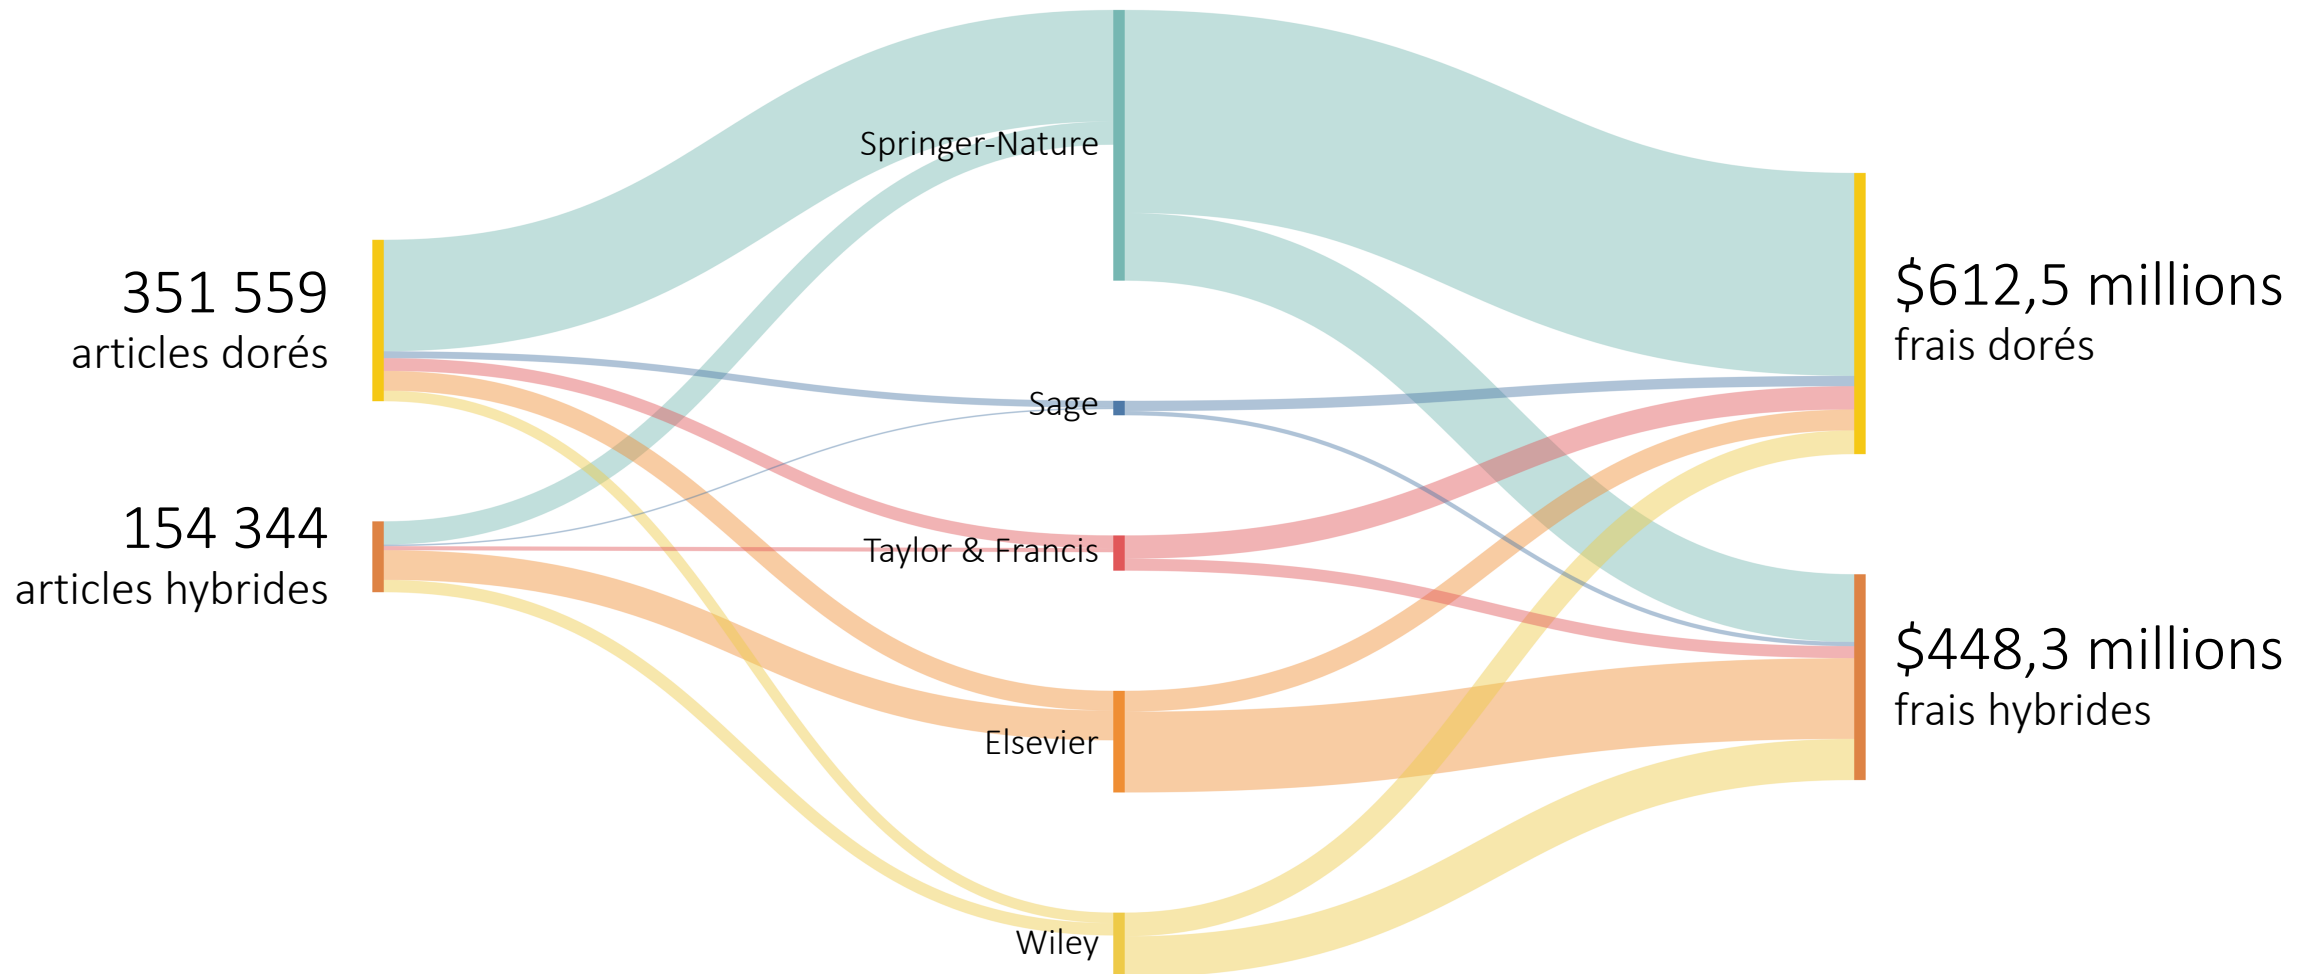 351 559
articles dorés
154 344
articles hybrides
Springer-Nature
Sage
Taylor & Francis
Elsevier
Wiley
$612,5 millions
frais dorés
$448,3 millions
frais hybrides